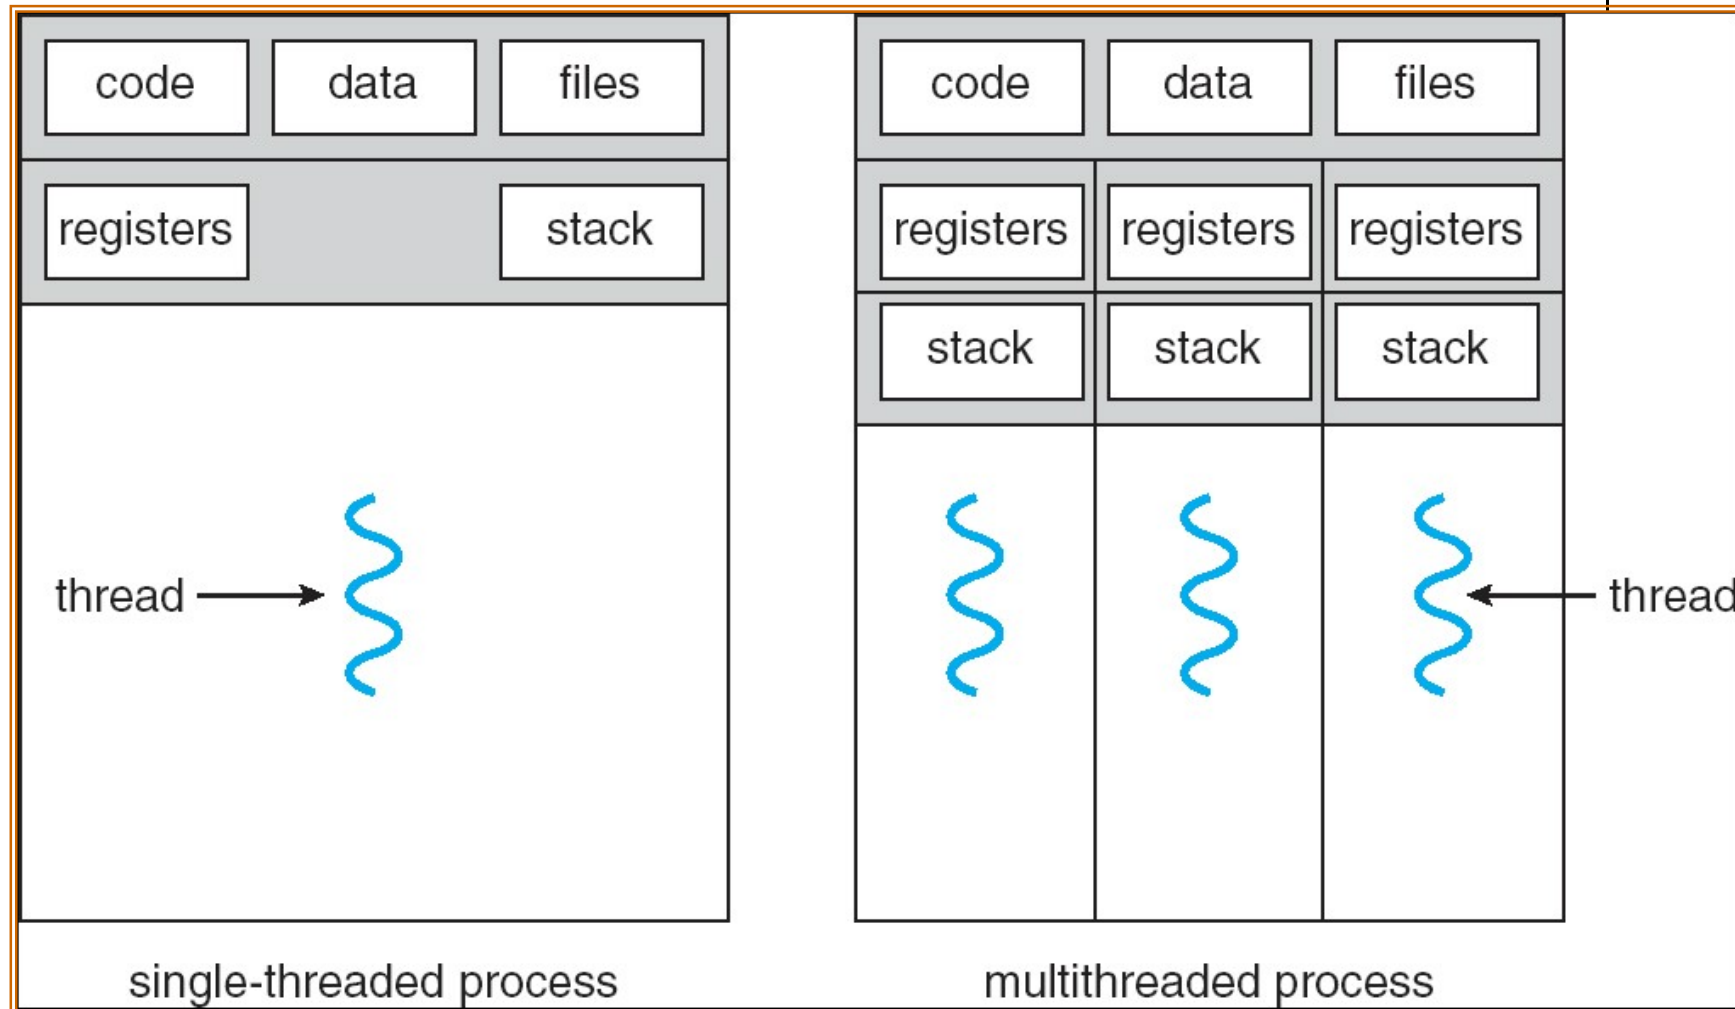 code data files
registers stack
thread
single-threaded process
code data files
registers registers registers
stack stack stack
thread
multithreaded process